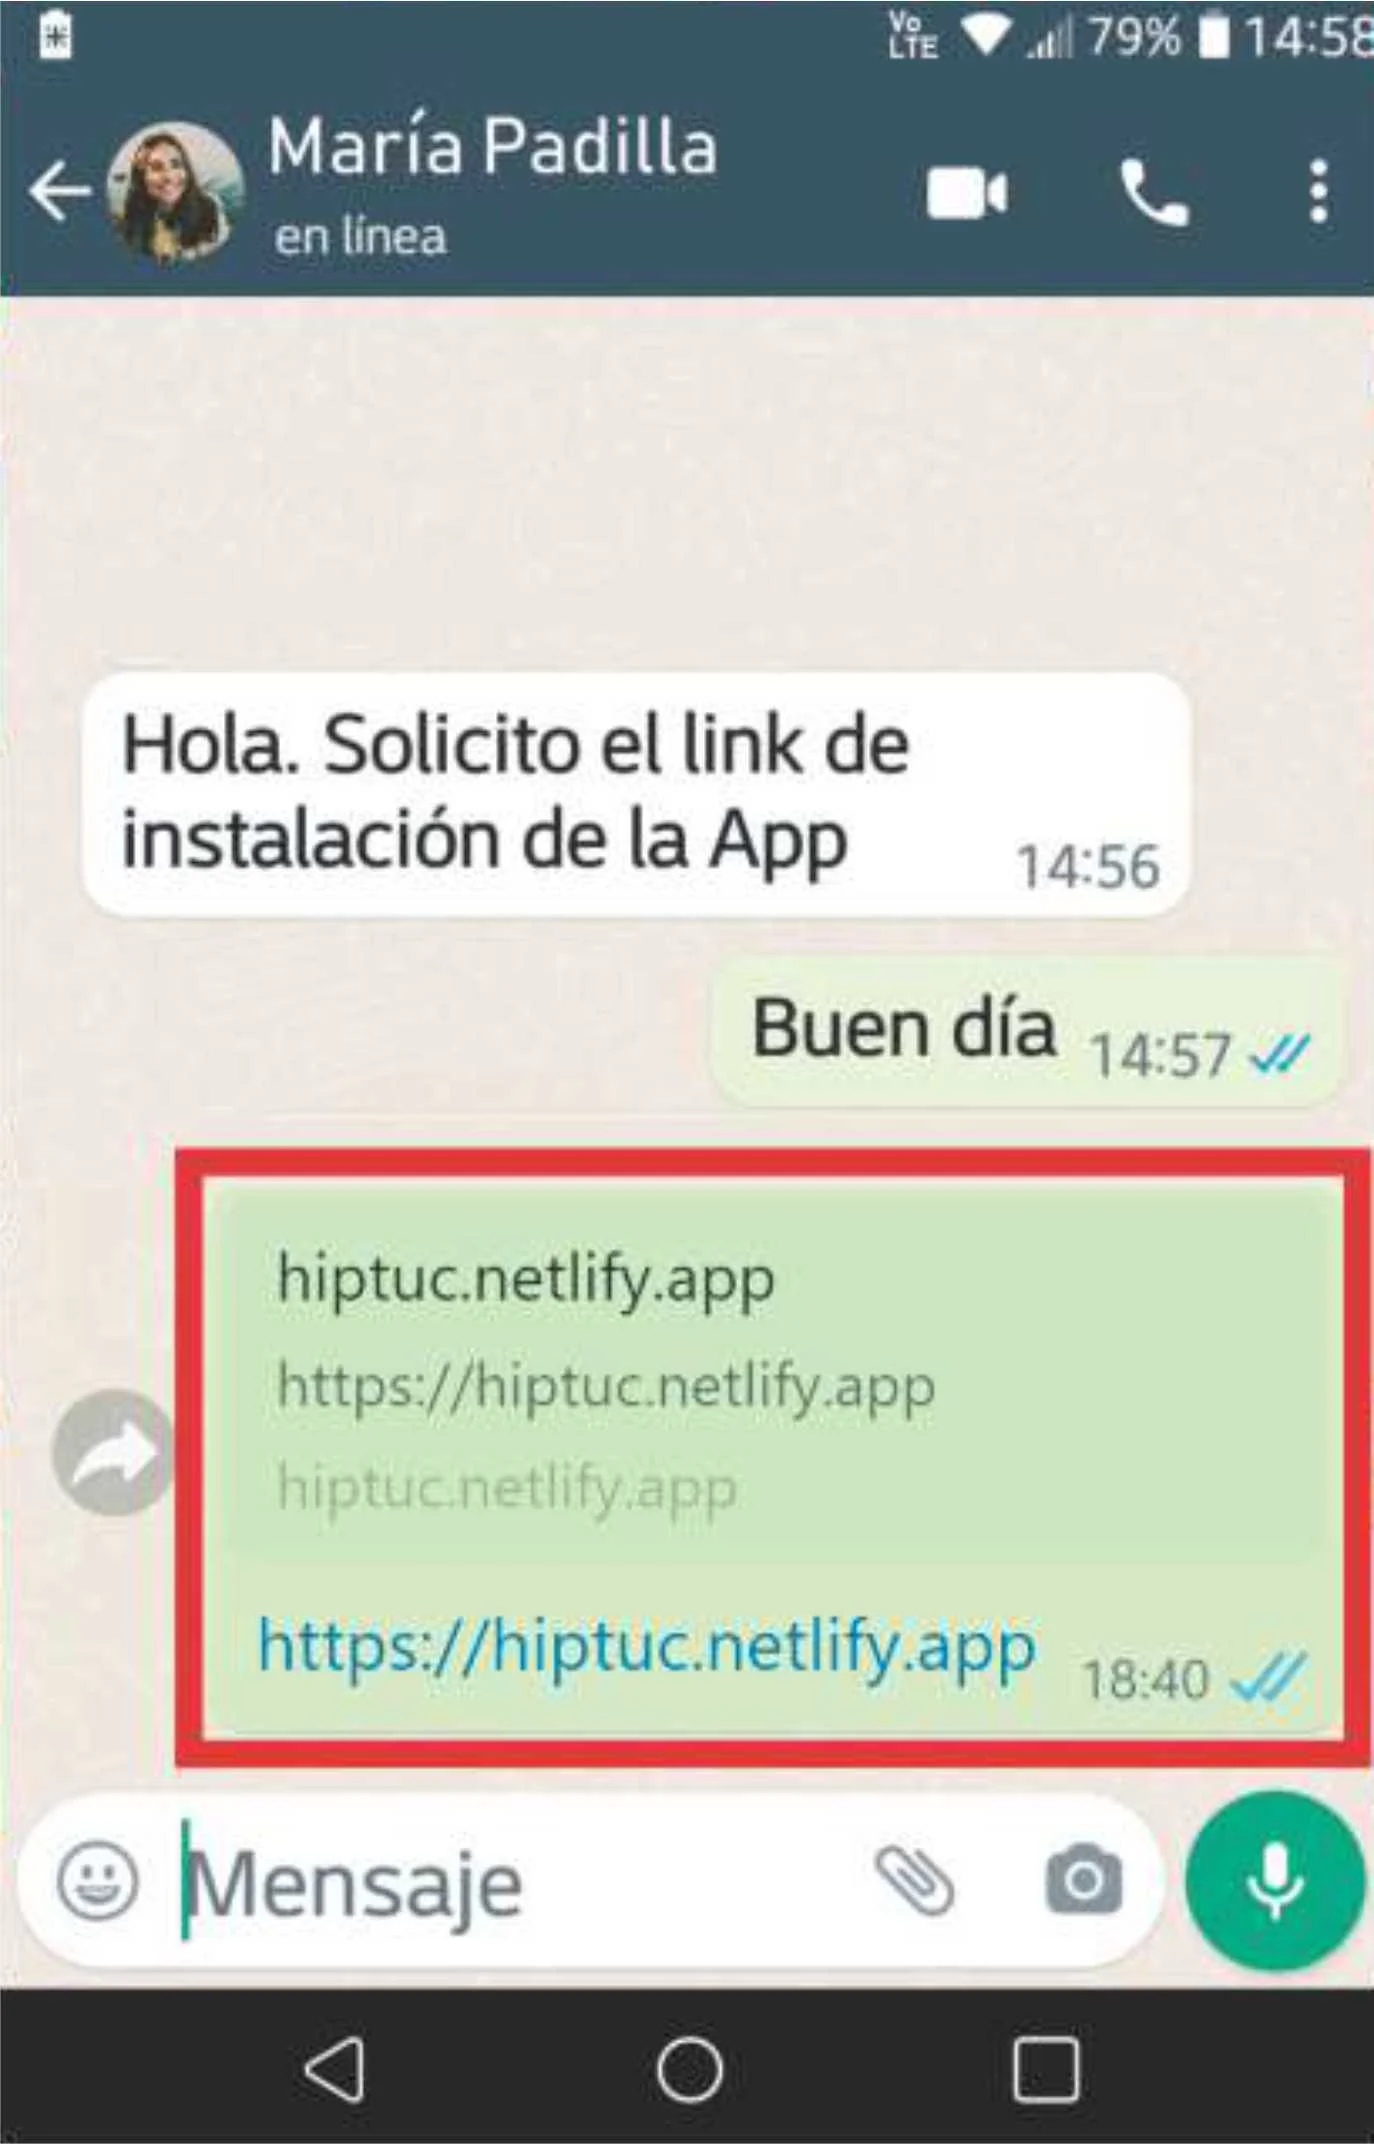 Vo LTE 79% 14:58
María Padilla
en línea
Hola. Solicito el link de
instalación de la App 14:56
Buen día 14:57
hiptuc.netlify.app
https://hiptuc.netlify.app
hiptuc.netlify.app
https://hiptuc.netlify.app 18:40
Mensaje